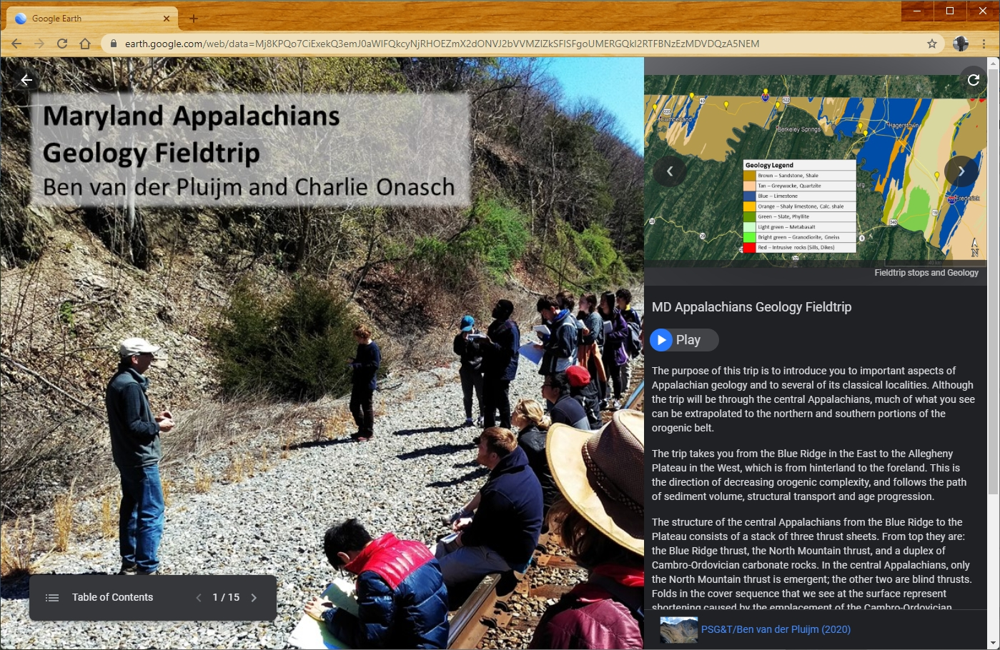 Google Earth
earth.google.com/web/data=Mj8KPQo7CiExekQ3emJ0aWlFQkcyNjRHOEZmX2dONVJ2bVVMZlZkSFlSFgoUMERGQkI2RTFBNzEzMDVDQzA5NEM
Maryland Appalachians
Geology Fieldtrip
Ben van der Pluijm and Charlie Onasch
Table of Contents
1 / 15
Cumberland
Berkeley Springs
Hagerstown
Frederick
220
40
522
340
15
Geology Legend
Brown – Sandstone, Shale
Tan – Greywacke, Quartzite
Blue – Limestone
Orange – Shaly limestone, Calc. shale
Green – Slate, Phyllite
Light green – Metabasalt
Bright green – Granodiorite, Gneiss
Red – Intrusive rocks (Sills, Dikes)
N
40 km
Fieldtrip stops and Geology
MD Appalachians Geology Fieldtrip
Play
The purpose of this trip is to introduce you to important aspects of
Appalachian geology and to several of its classical localities. Although
the trip will be through the central Appalachians, much of what you see
can be extrapolated to the northern and southern portions of the
orogenic belt.
The trip takes you from the Blue Ridge in the East to the Allegheny
Plateau in the West, which is from hinterland to the foreland. This is
the direction of decreasing orogenic complexity, and follows the path
of sediment volume, structural transport and age progression.
The structure of the central Appalachians from the Blue Ridge to the
Plateau consists of a stack of three thrust sheets. From top they are:
the Blue Ridge thrust, the North Mountain thrust, and a duplex of
Cambro-Ordovician carbonate rocks. In the central Appalachians, only
the North Mountain thrust is emergent; the other two are blind thrusts.
Folds in the cover sequence that we see at the surface represent
shortening caused by the emplacement of the Cambro-Ordovician
PSG&T/Ben van der Pluijm (2020)